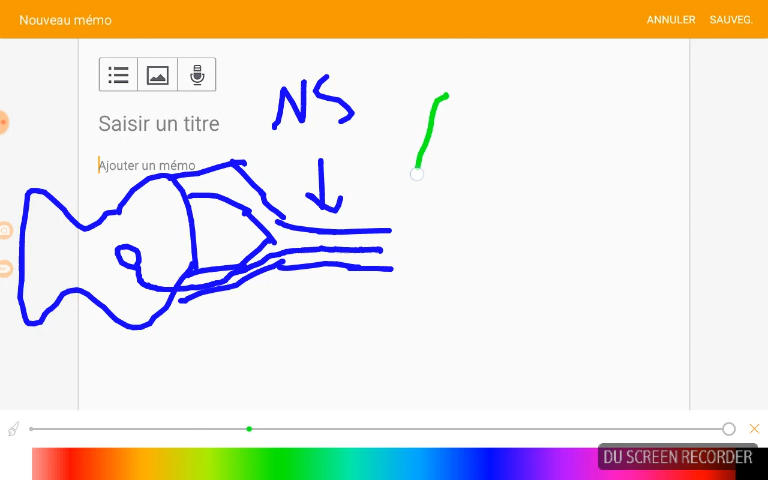 Nouveau mémo
ANNULER SAUVEG.
NS
Saisir un titre
Ajouter un mémo
DU SCREEN RECORDER